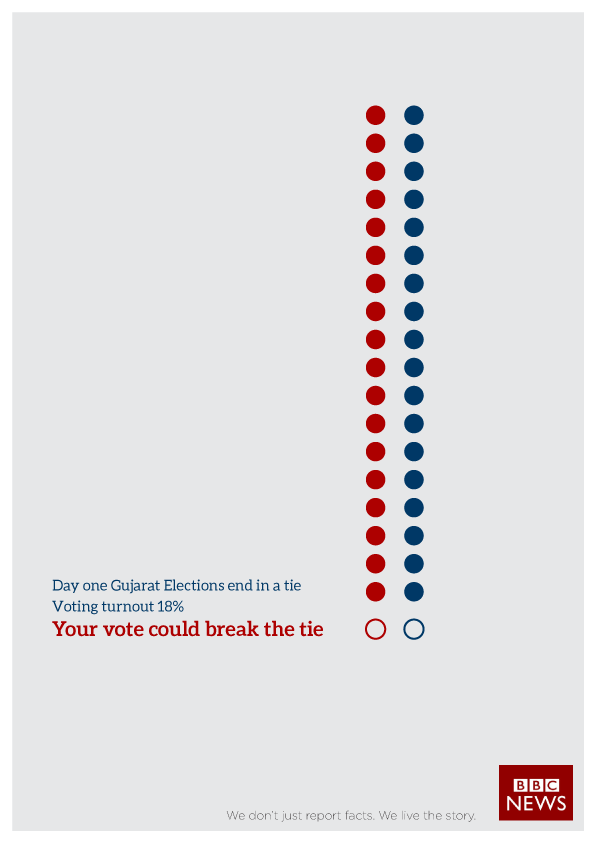 Day one Gujarat Elections end in a tie
Voting turnout 18%
Your vote could break the tie
BBC
NEWS
We don't just report facts. We live the story.